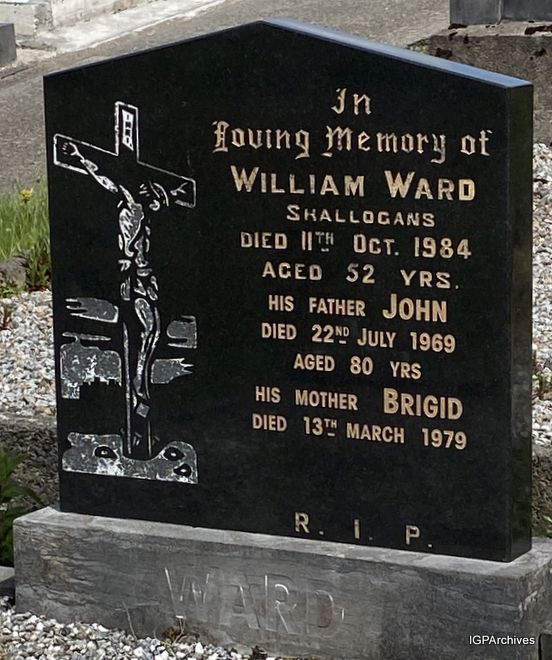 In
Loving Memory of
WILLIAM WARD
SHALLOGANS
DIED 11TH OCT. 1984
AGED 52 YRS.
HIS FATHER JOHN
DIED 22ND JULY 1969
AGED 80 YRS
HIS MOTHER BRIGID
DIED 13TH MARCH 1979
R. I. P.
WARD
IGPArchives